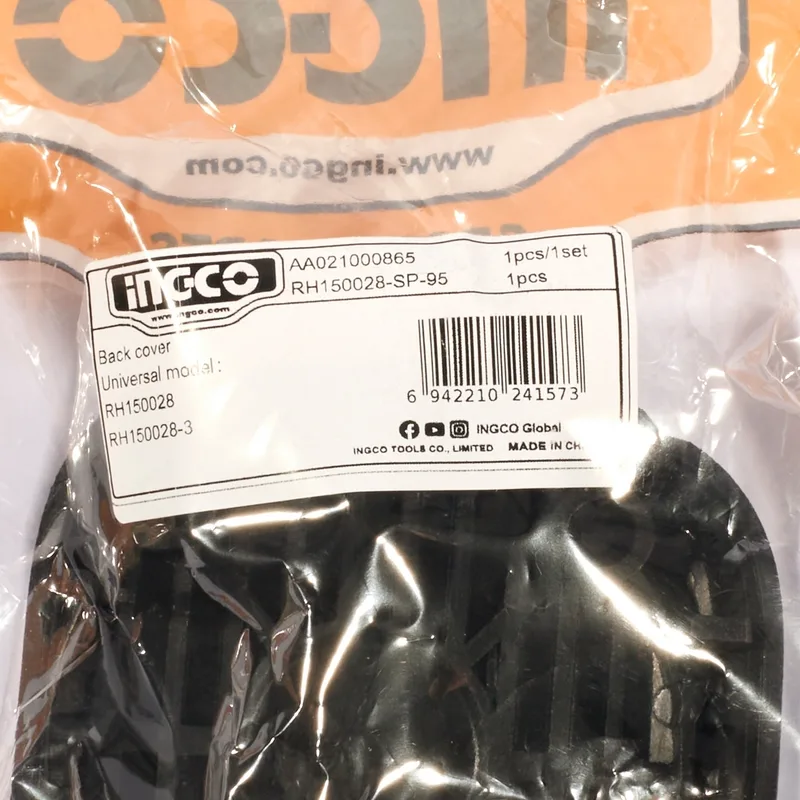 INGCO
www.ingco.com
INGCO
www.ingco.com
AA021000865 1pcs/1set
RH150028-SP-95 1pcs
Back cover
Universal model :
RH150028
RH150028-3
6 942210 241573
INGCO Global
INGCO TOOLS CO., LIMITED MADE IN CH